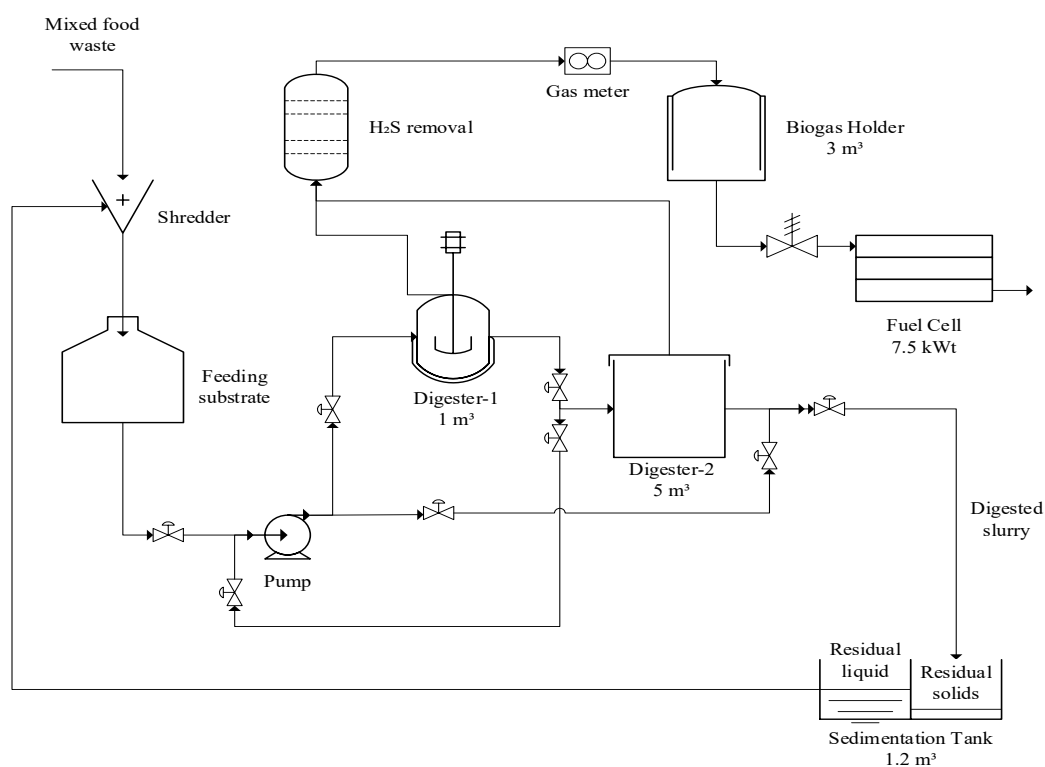 Mixed food
waste
H₂S removal
Gas meter
Biogas Holder
3 m³
Shredder
+
Fuel Cell
7.5 kWt
Feeding
substrate
Digester-1
1 m³
Digester-2
5 m³
Pump
Digested
slurry
Residual
liquid
Residual
solids
Sedimentation Tank
1.2 m³